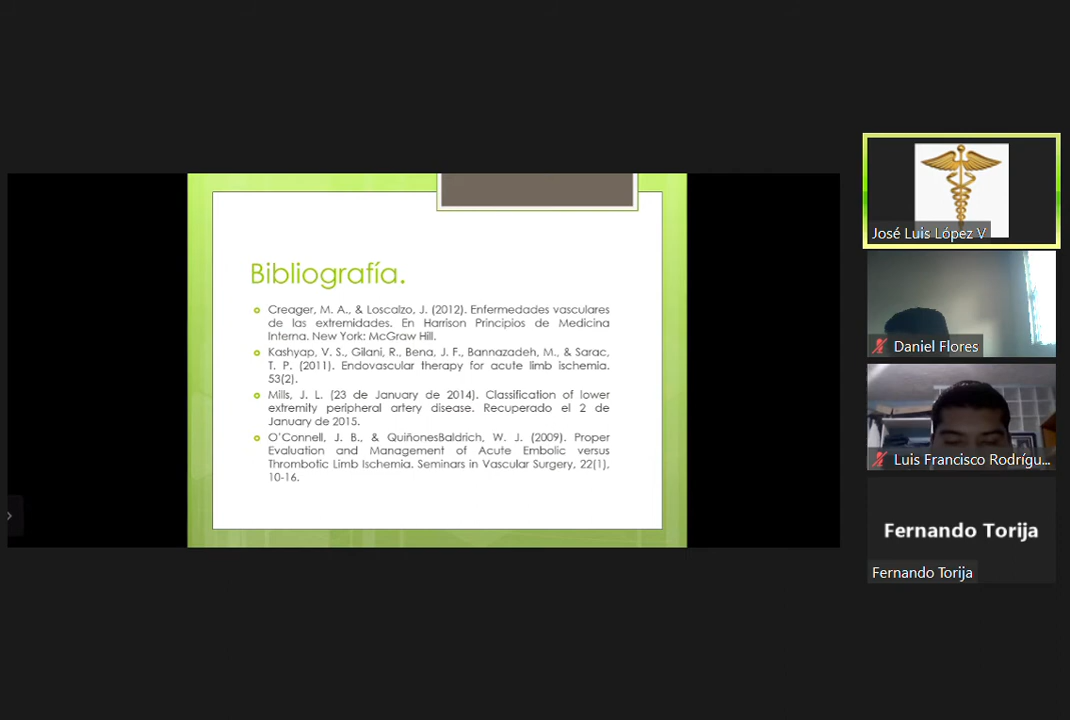 Bibliografía.
Creager, M. A., & Loscalzo, J. (2012). Enfermedades vasculares
de las extremidades. En Harrison Principios de Medicina
Interna. New York: McGraw Hill.
Kashyap, V. S., Gilani, R., Bena, J. F., Bannazadeh, M., & Sarac,
T. P. (2011). Endovascular therapy for acute limb ischemia.
53(2).
Mills, J. L. (23 de January de 2014). Classification of lower
extremity peripheral artery disease. Recuperado el 2 de
January de 2015.
O'Connell, J. B., & QuiñonesBaldrich, W. J. (2009). Proper
Evaluation and Management of Acute Embolic versus
Thrombotic Limb Ischemia. Seminars in Vascular Surgery, 22(1),
10-16.
José Luis López V
Daniel Flores
Luis Francisco Rodrígu...
Fernando Torija
Fernando Torija